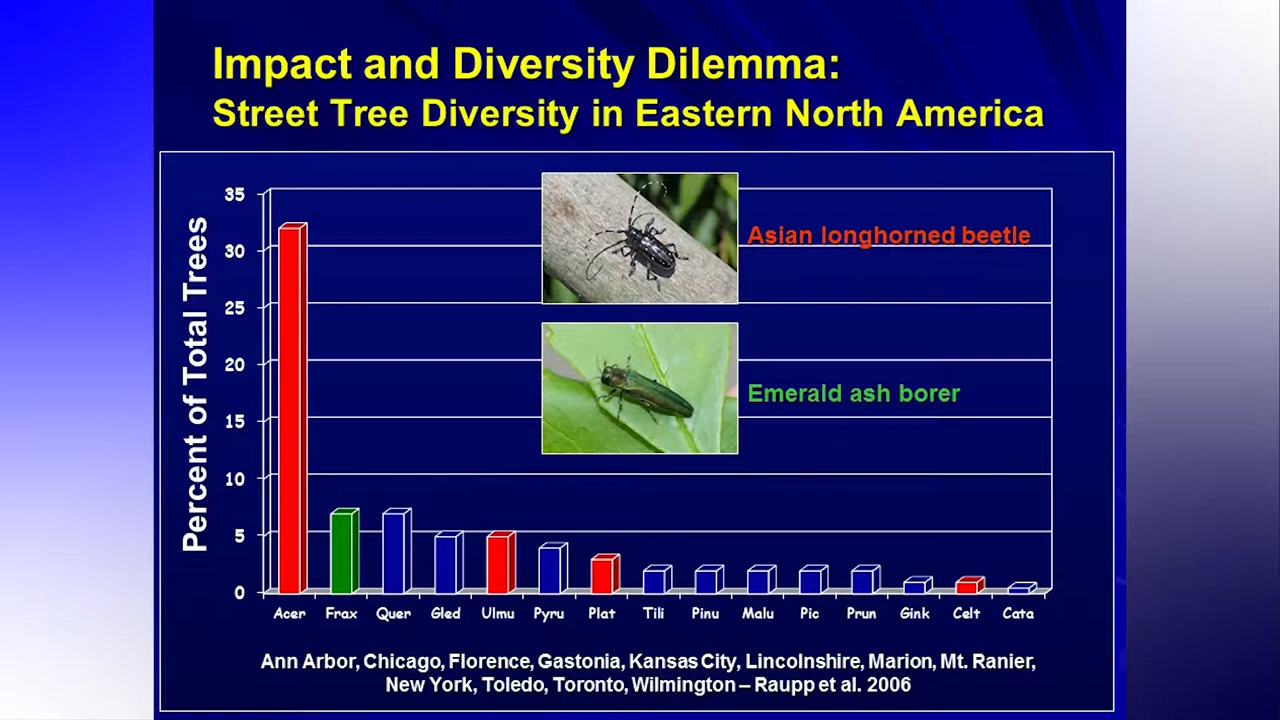 Impact and Diversity Dilemma:
Street Tree Diversity in Eastern North America
Percent of Total Trees
35
30
25
20
15
10
5
0
Asian longhorned beetle
Emerald ash borer
Acer Frax Quer Gled Ulmu Pyru Plat Tili Pinu Malu Pic Prun Gink Celt Cata
Ann Arbor, Chicago, Florence, Gastonia, Kansas City, Lincolnshire, Marion, Mt. Ranier,
New York, Toledo, Toronto, Wilmington – Raupp et al. 2006